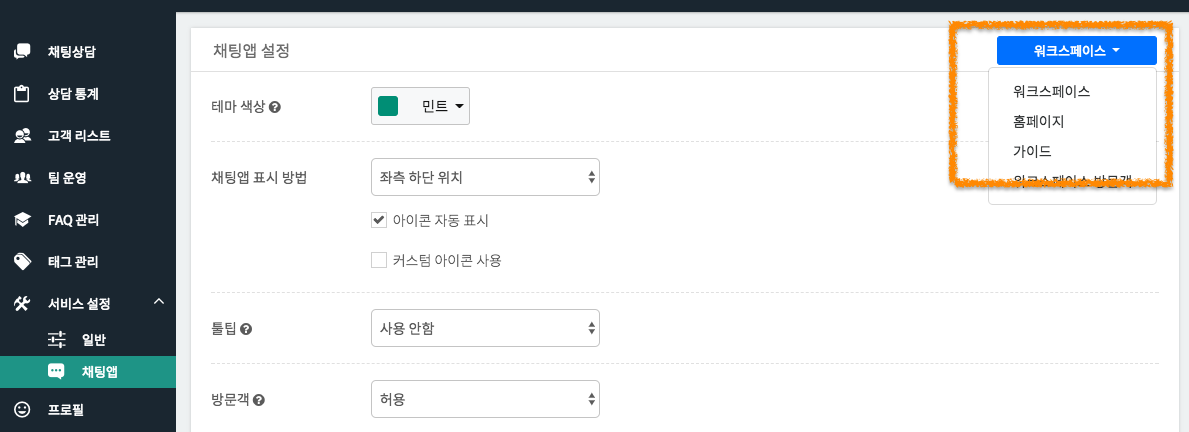 채팅상담
상담 통계
고객 리스트
팀 운영
FAQ 관리
태그 관리
서비스 설정
일반
채팅앱
프로필
채팅앱 설정
워크스페이스
워크스페이스
홈페이지
가이드
워크스페이스 방문객
테마 색상
민트
채팅앱 표시 방법
좌측 하단 위치
아이콘 자동 표시
커스텀 아이콘 사용
툴팁
사용 안함
방문객
허용